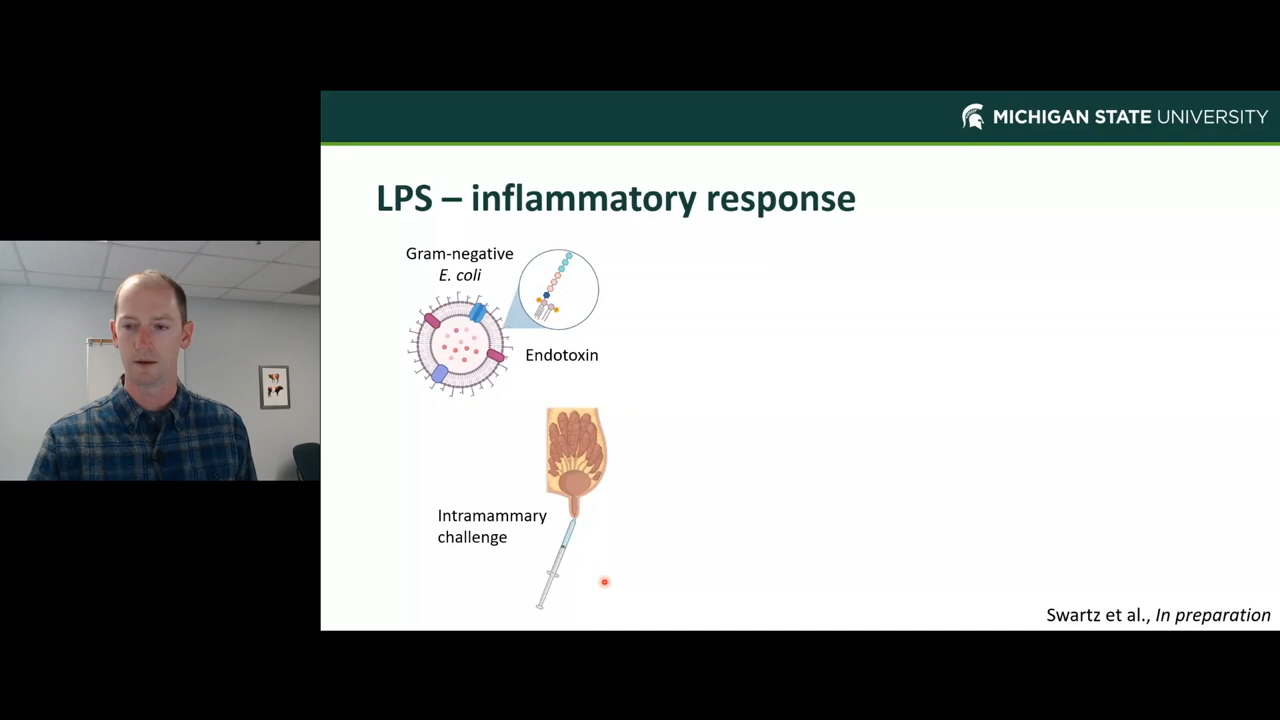 MICHIGAN STATE UNIVERSITY
LPS – inflammatory response
Gram-negative
E. coli
Endotoxin
Intramammary
challenge
Swartz et al., In preparation